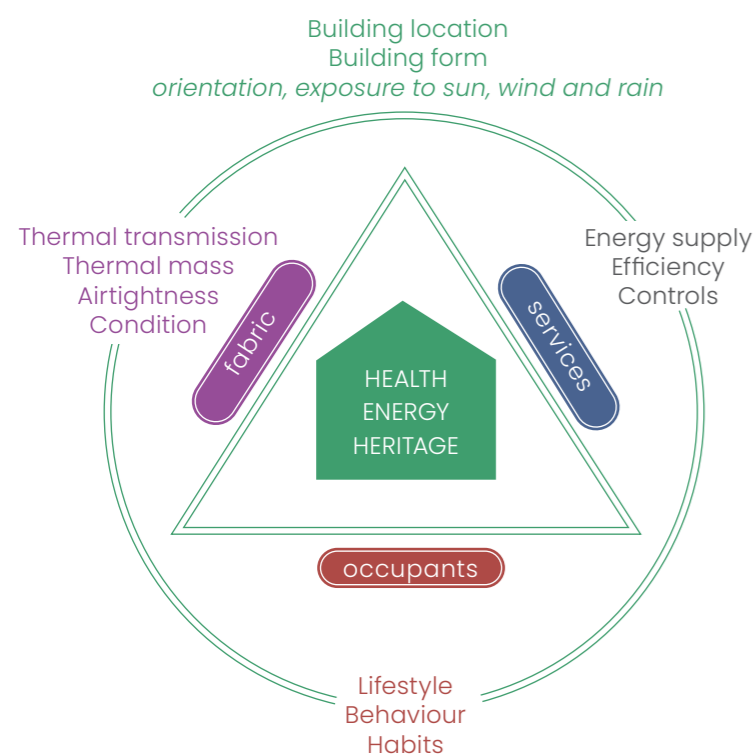 Building location
Building form
orientation, exposure to sun, wind and rain
Thermal transmission
Thermal mass
Airtightness
Condition
Energy supply
Efficiency
Controls
fabric
services
HEALTH
ENERGY
HERITAGE
occupants
Lifestyle
Behaviour
Habits